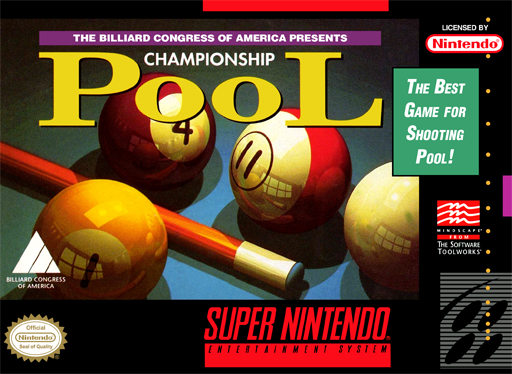 THE BILLIARD CONGRESS OF AMERICA PRESENTS
CHAMPIONSHIP
POOL
LICENSED BY
Nintendo®
THE BEST
GAME FOR
SHOOTING
POOL!
4
11
1
MINDSCAPE
FROM
THE SOFTWARE
TOOLWORKS®
BILLIARD CONGRESS
OF AMERICA
Official
Nintendo
Seal of Quality
SUPER NINTENDO®
ENTERTAINMENT SYSTEM